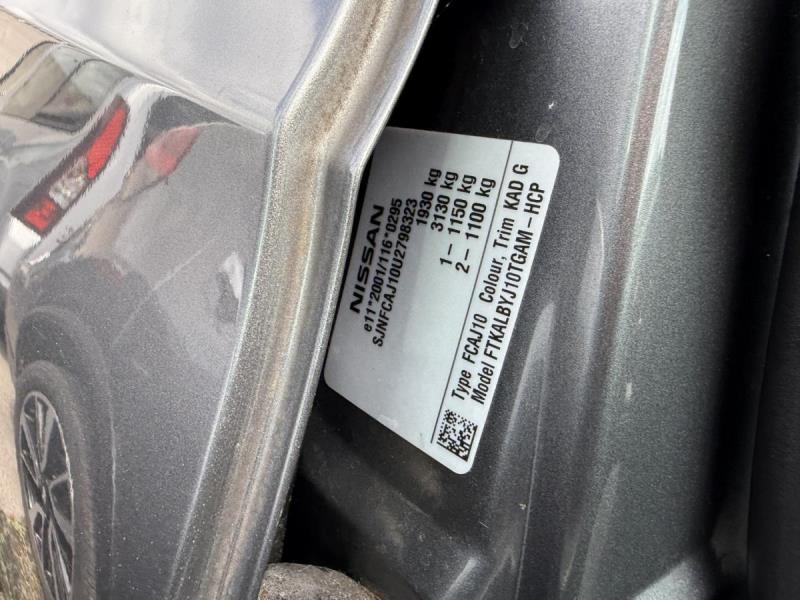 NISSAN
e11*2001/116*0295
SJNFCAJ10U2798323
1930 kg
3130 kg
1- 1150 kg
2- 1100 kg
Type FCAJ10 Colour, Trim KAD G
Model FTKALBYJ10TGAM-HCP